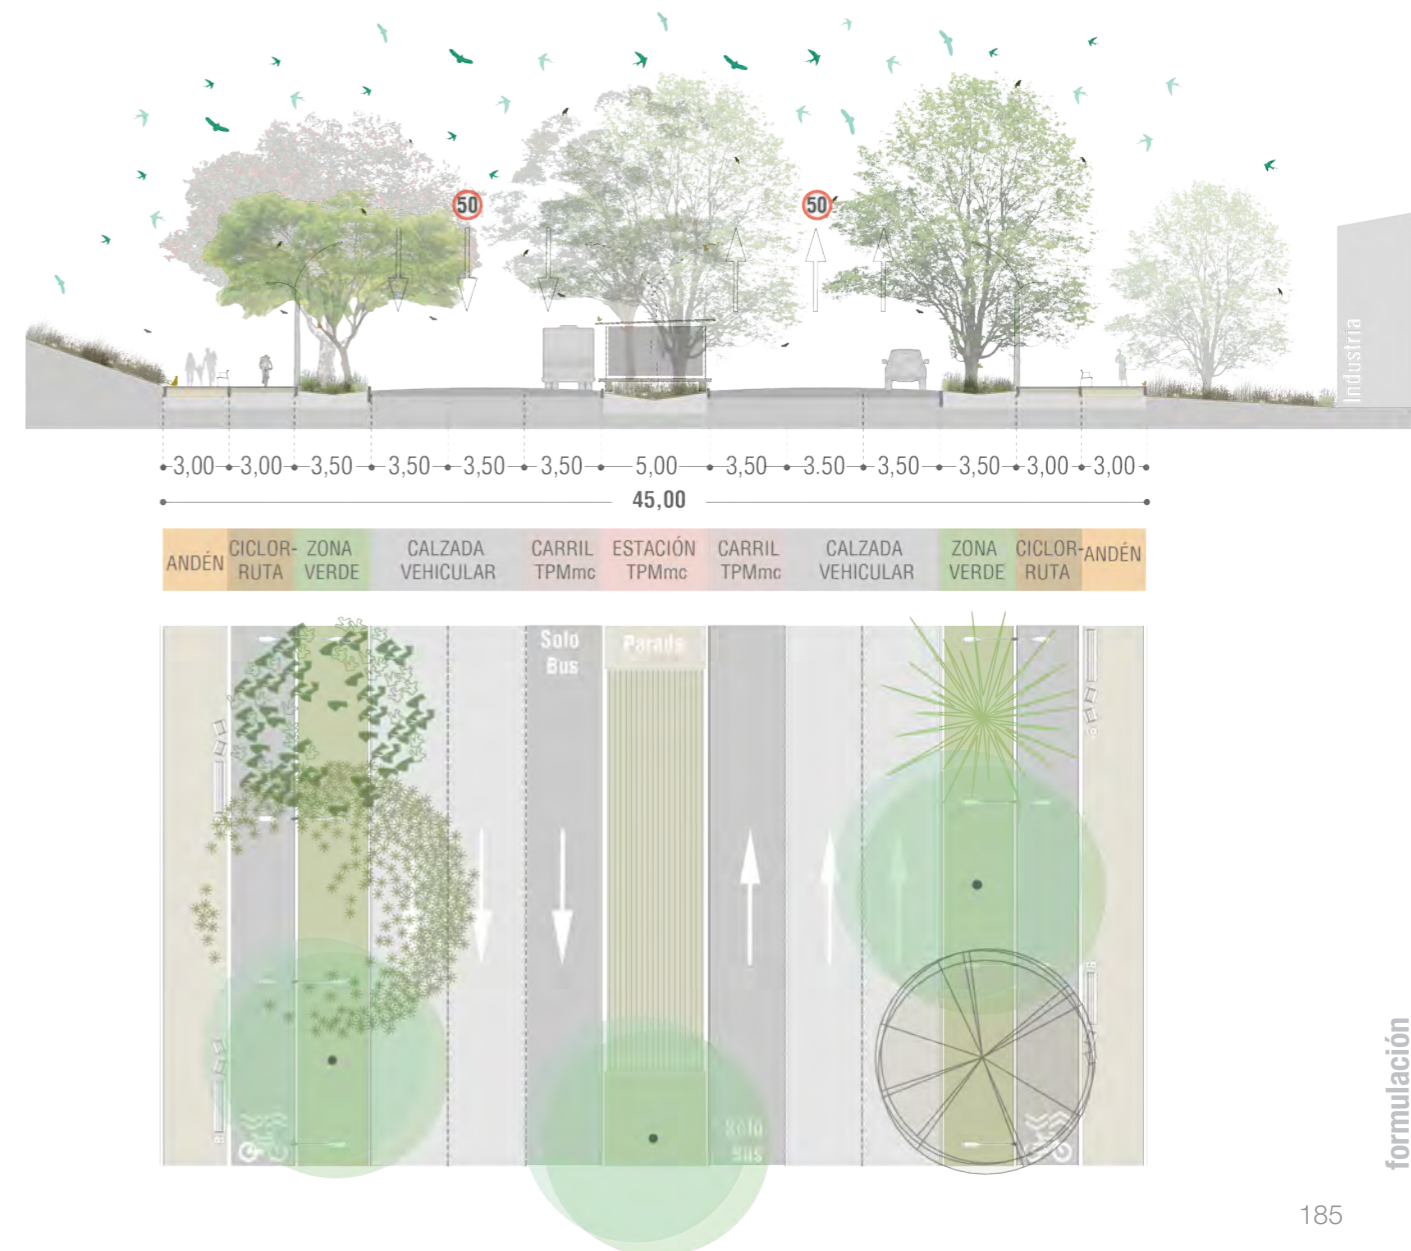 50
50
Industria
3,00 3,00 3,50 3,50 3,50 3,50 5,00 3,50 3.50 3,50 3,50 3,00 3,00
45,00
ANDÉN
CICLOR-
RUTA
ZONA
VERDE
CALZADA
VEHICULAR
CARRIL
TPMmc
ESTACIÓN
TPMmc
CARRIL
TPMmc
CALZADA
VEHICULAR
ZONA
VERDE
CICLOR-
RUTA
ANDÉN
Solo
Bus
Parada
Solo
Bus
formulación
185